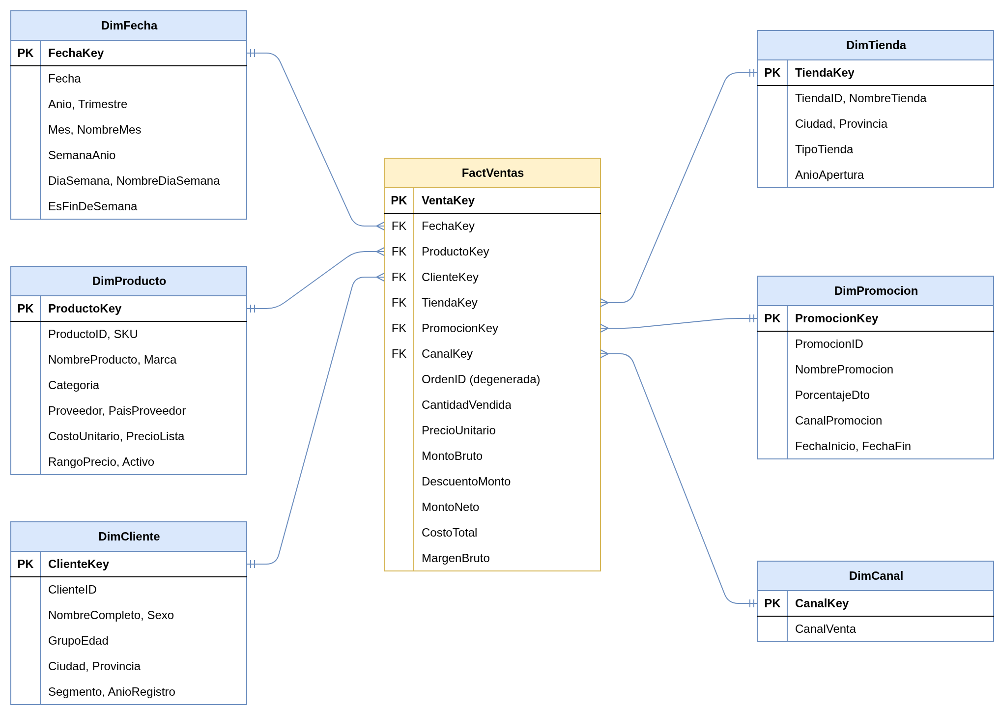 DimFecha
PK FechaKey
Fecha
Anio, Trimestre
Mes, NombreMes
SemanaAnio
DiaSemana, NombreDiaSemana
EsFinDeSemana
DimProducto
PK ProductoKey
ProductoID, SKU
NombreProducto, Marca
Categoria
Proveedor, PaisProveedor
CostoUnitario, PrecioLista
RangoPrecio, Activo
DimCliente
PK ClienteKey
ClienteID
NombreCompleto, Sexo
GrupoEdad
Ciudad, Provincia
Segmento, AnioRegistro
FactVentas
PK VentaKey
FK FechaKey
FK ProductoKey
FK ClienteKey
FK TiendaKey
FK PromocionKey
FK CanalKey
OrdenID (degenerada)
CantidadVendida
PrecioUnitario
MontoBruto
DescuentoMonto
MontoNeto
CostoTotal
MargenBruto
DimTienda
PK TiendaKey
TiendaID, NombreTienda
Ciudad, Provincia
TipoTienda
AnioApertura
DimPromocion
PK PromocionKey
PromocionID
NombrePromocion
PorcentajeDto
CanalPromocion
FechaInicio, FechaFin
DimCanal
PK CanalKey
CanalVenta